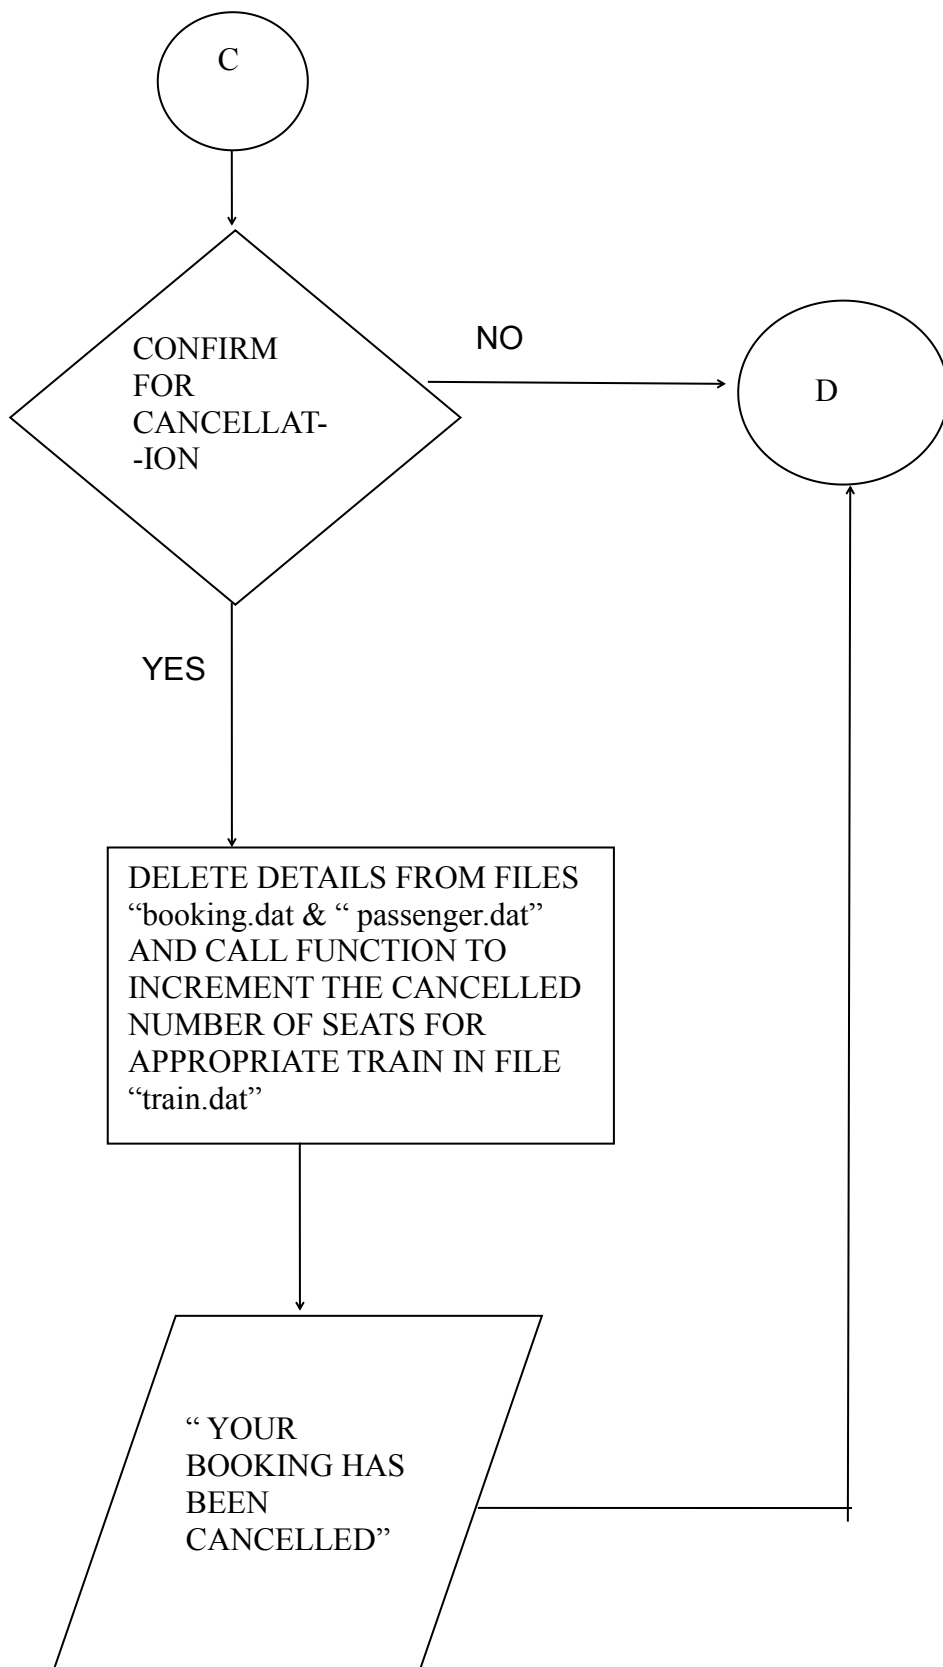 C
CONFIRM
FOR
CANCELLAT-
-ION
NO
D
YES
DELETE DETAILS FROM FILES
“booking.dat & “ passenger.dat”
AND CALL FUNCTION TO
INCREMENT THE CANCELLED
NUMBER OF SEATS FOR
APPROPRIATE TRAIN IN FILE
“train.dat”
“ YOUR
BOOKING HAS
BEEN
CANCELLED”